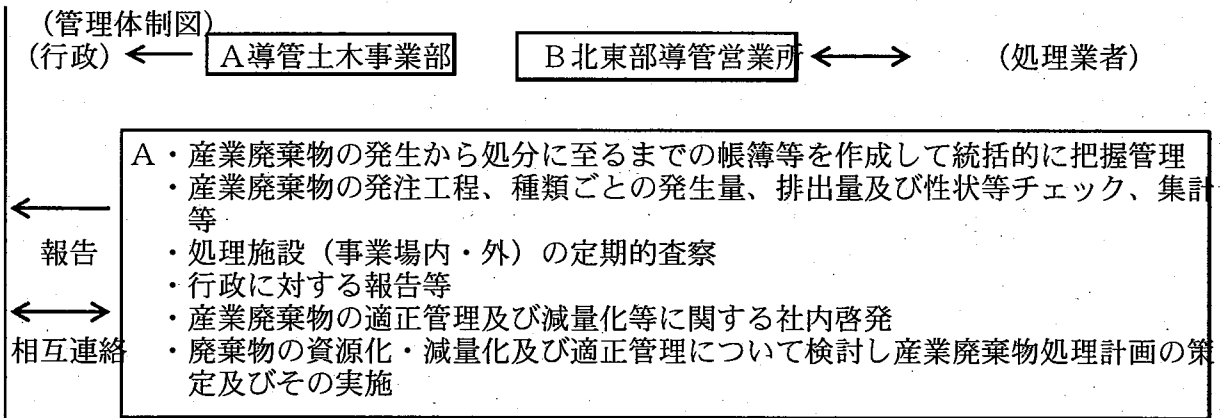 (管理体制図)
(行政) ← A導管土木事業部 B北東部導管営業所 ←→ (処理業者)
A・産業廃棄物の発生から処分に至るまでの帳簿等を作成して統括的に把握管理
・産業廃棄物の発注工程、種類ごとの発生量、排出量及び性状等チェック、集計
等
← 報告
・処理施設（事業場内・外）の定期的査察
・行政に対する報告等
・産業廃棄物の適正管理及び減量化等に関する社内啓発
←→ 相互連絡
・廃棄物の資源化・減量化及び適正管理について検討し産業廃棄物処理計画の策
定及びその実施